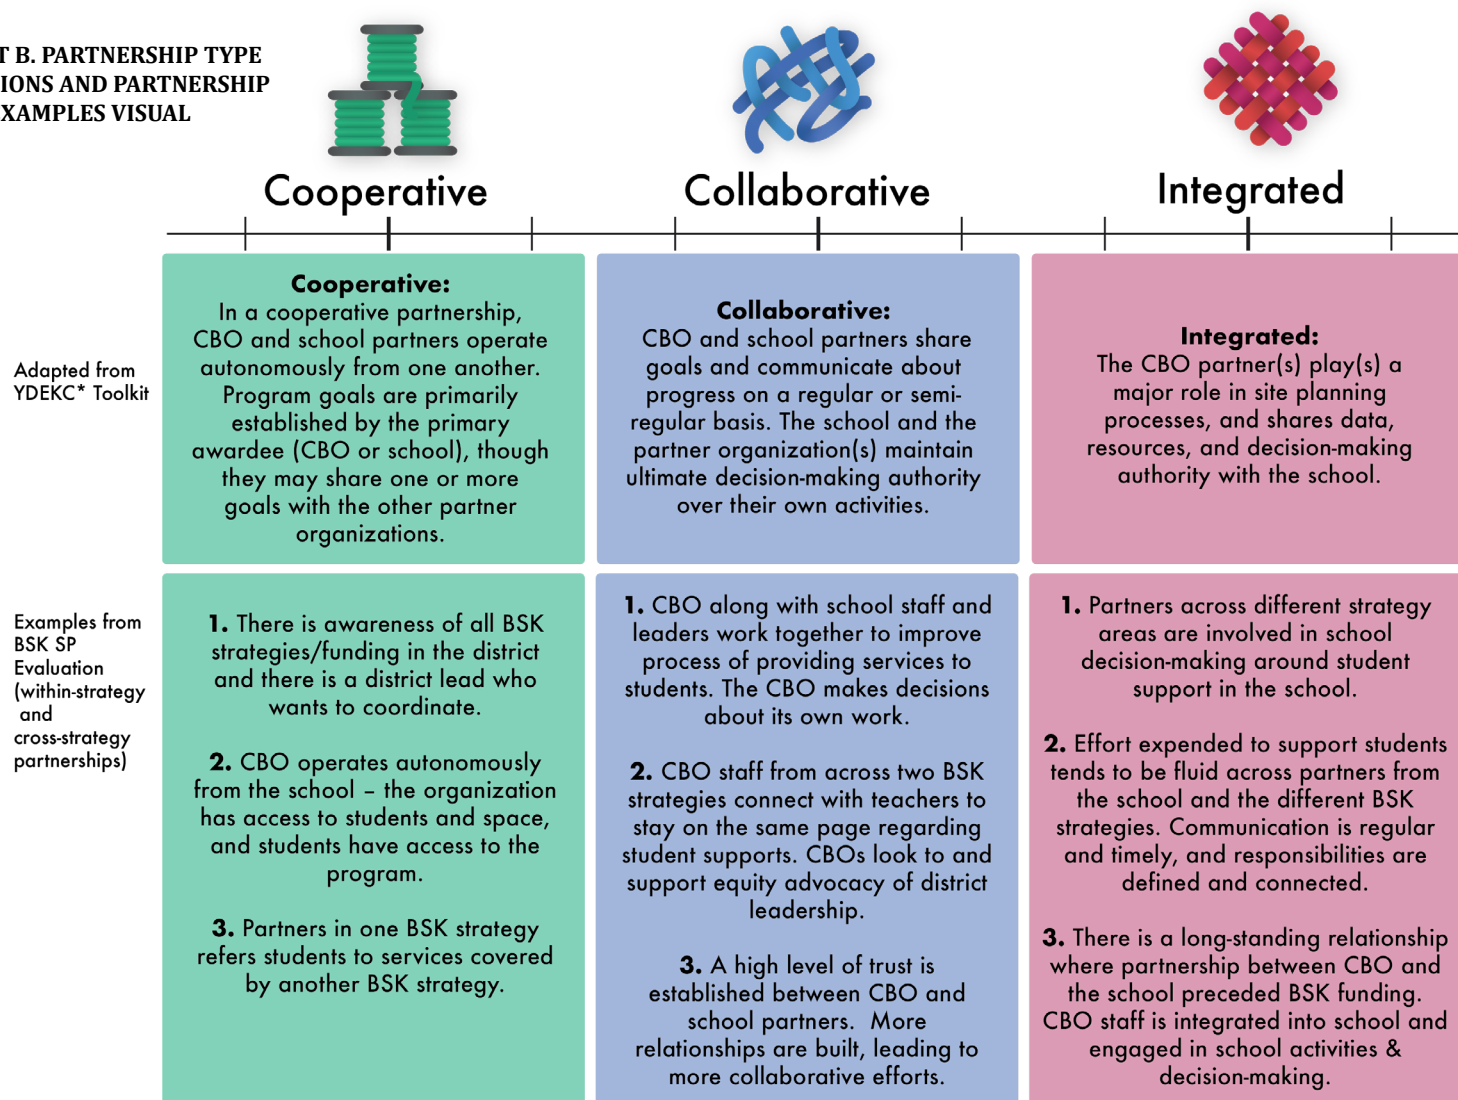 T B. PARTNERSHIP TYPE
IONS AND PARTNERSHIP
XAMPLES VISUAL
Cooperative
Collaborative
Integrated
Adapted from
YDEKC* Toolkit
Cooperative:
In a cooperative partnership,
CBO and school partners operate
autonomously from one another.
Program goals are primarily
established by the primary
awardee (CBO or school), though
they may share one or more
goals with the other partner
organizations.
Collaborative:
CBO and school partners share
goals and communicate about
progress on a regular or semi-
regular basis. The school and the
partner organization(s) maintain
ultimate decision-making authority
over their own activities.
Integrated:
The CBO partner(s) play(s) a
major role in site planning
processes, and shares data,
resources, and decision-making
authority with the school.
Examples from
BSK SP
Evaluation
(within-strategy
and
cross-strategy
partnerships)
1. There is awareness of all BSK
strategies/funding in the district
and there is a district lead who
wants to coordinate.
2. CBO operates autonomously
from the school – the organization
has access to students and space,
and students have access to the
program.
3. Partners in one BSK strategy
refers students to services covered
by another BSK strategy.
1. CBO along with school staff and
leaders work together to improve
process of providing services to
students. The CBO makes decisions
about its own work.
2. CBO staff from across two BSK
strategies connect with teachers to
stay on the same page regarding
student supports. CBOs look to and
support equity advocacy of district
leadership.
3. A high level of trust is
established between CBO and
school partners. More
relationships are built, leading to
more collaborative efforts.
1. Partners across different strategy
areas are involved in school
decision-making around student
support in the school.
2. Effort expended to support students
tends to be fluid across partners from
the school and the different BSK
strategies. Communication is regular
and timely, and responsibilities are
defined and connected.
3. There is a long-standing relationship
where partnership between CBO and
the school preceded BSK funding.
CBO staff is integrated into school and
engaged in school activities &
decision-making.